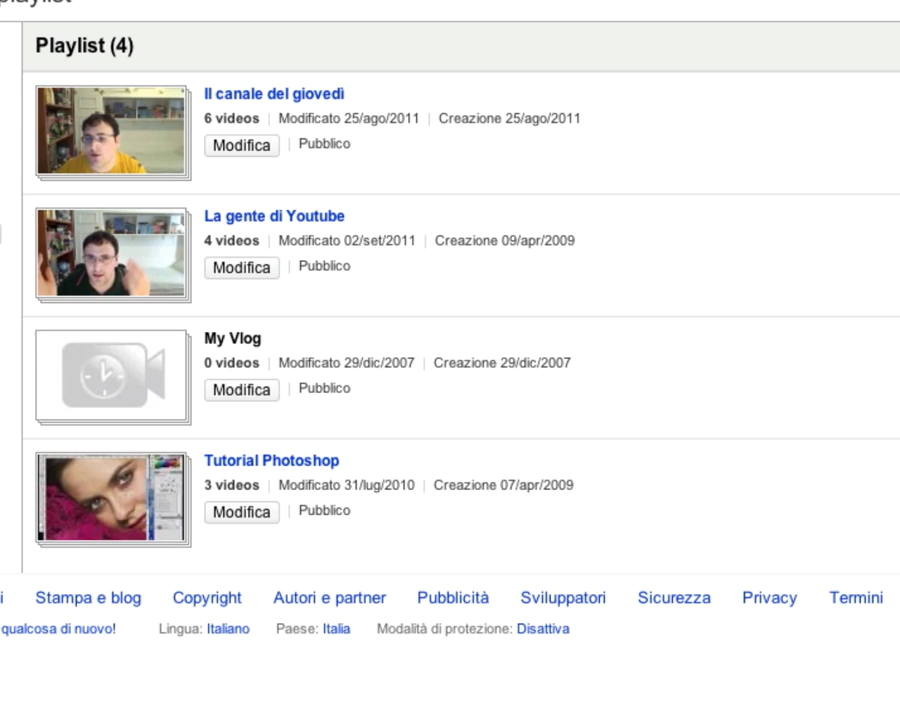 playlist
Playlist (4)
Il canale del giovedì
6 videos | Modificato 25/ago/2011 | Creazione 25/ago/2011
Modifica | Pubblico
La gente di Youtube
4 videos | Modificato 02/set/2011 | Creazione 09/apr/2009
Modifica | Pubblico
My Vlog
0 videos | Modificato 29/dic/2007 | Creazione 29/dic/2007
Modifica | Pubblico
Tutorial Photoshop
3 videos | Modificato 31/lug/2010 | Creazione 07/apr/2009
Modifica | Pubblico
i Stampa e blog Copyright Autori e partner Pubblicità Sviluppatori Sicurezza Privacy Termini
qualcosa di nuovo! Lingua: Italiano Paese: Italia Modalità di protezione: Disattiva